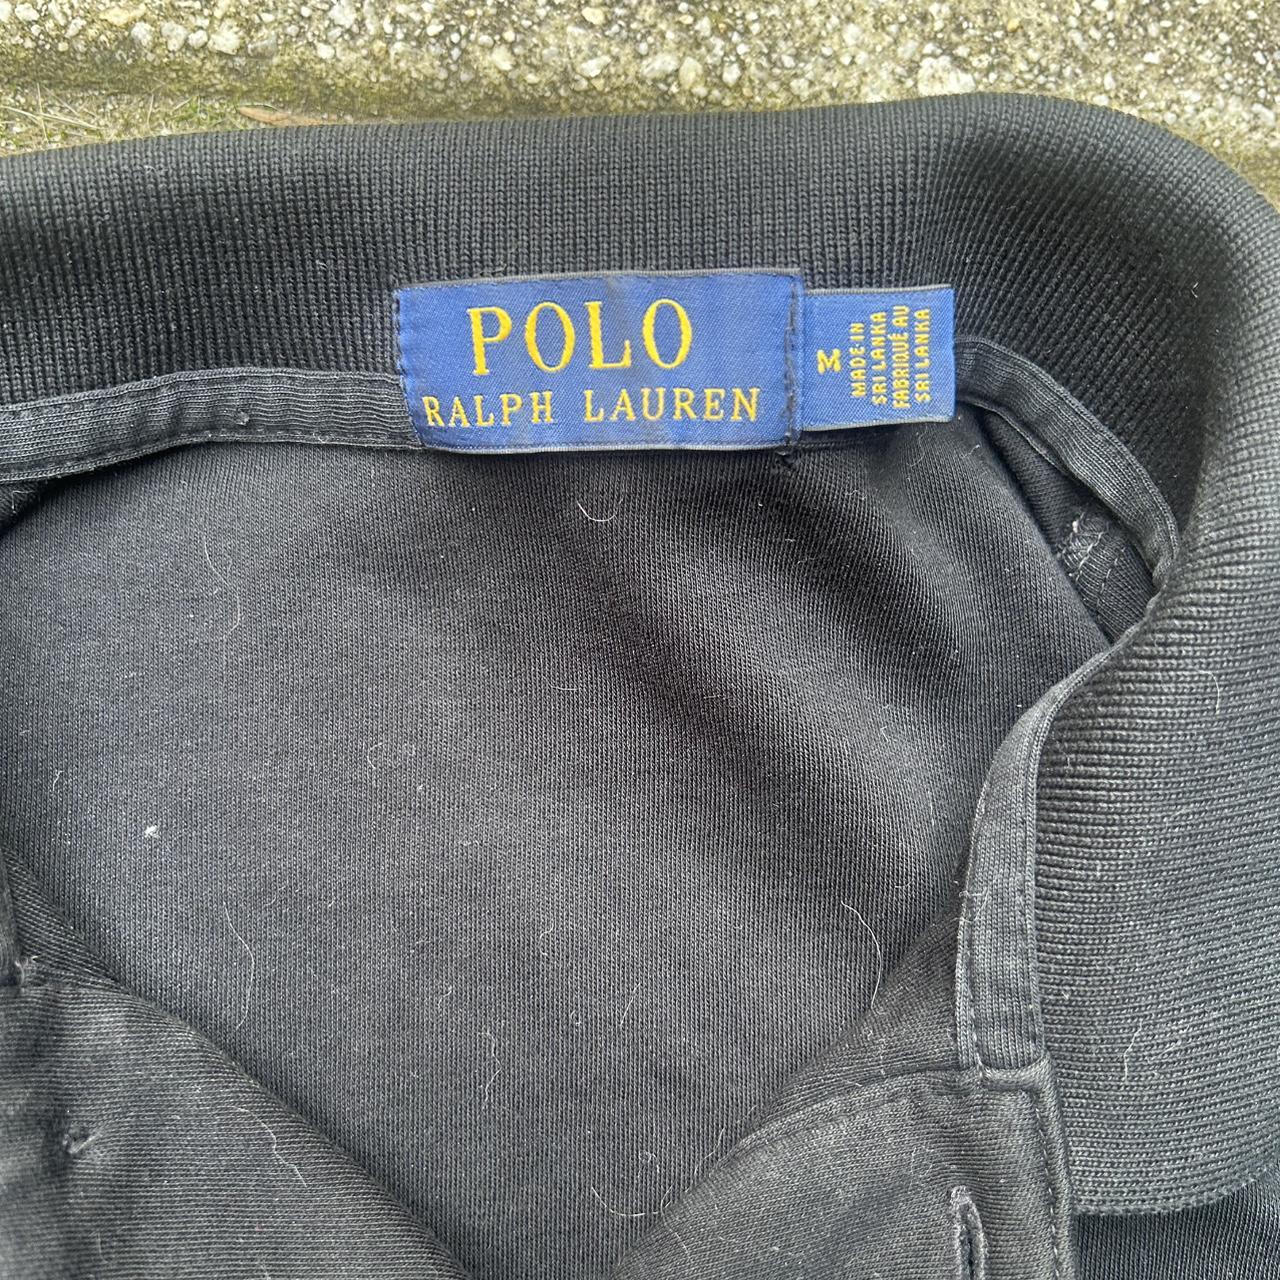 POLO
RALPH LAUREN
M
MADE IN
SRI LANKA
FABRIQUÉ AU
SRI LANKA